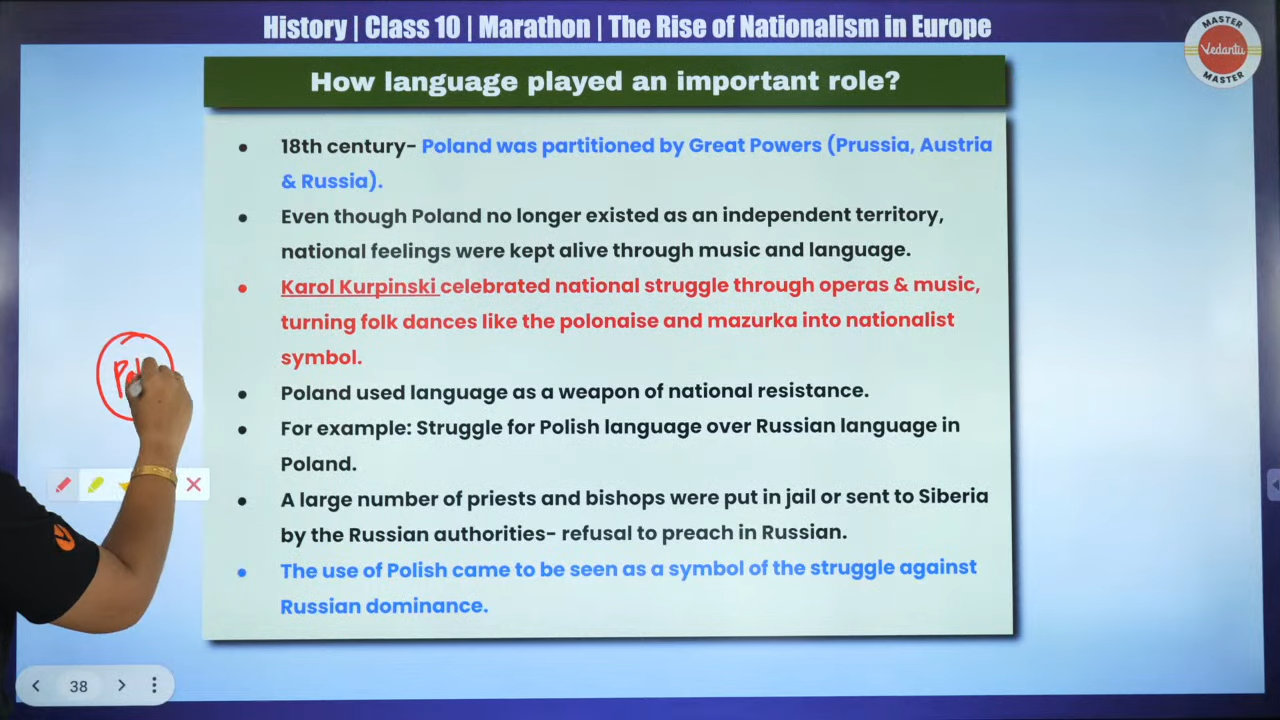 History | Class 10 | Marathon | The Rise of Nationalism in Europe
MASTER
Vedantu
MASTER
How language played an important role?
• 18th century- Poland was partitioned by Great Powers (Prussia, Austria
& Russia).
• Even though Poland no longer existed as an independent territory,
national feelings were kept alive through music and language.
• Karol Kurpinski celebrated national struggle through operas & music,
turning folk dances like the polonaise and mazurka into nationalist
symbol.
• Poland used language as a weapon of national resistance.
• For example: Struggle for Polish language over Russian language in
Poland.
• A large number of priests and bishops were put in jail or sent to Siberia
by the Russian authorities- refusal to preach in Russian.
• The use of Polish came to be seen as a symbol of the struggle against
Russian dominance.
38